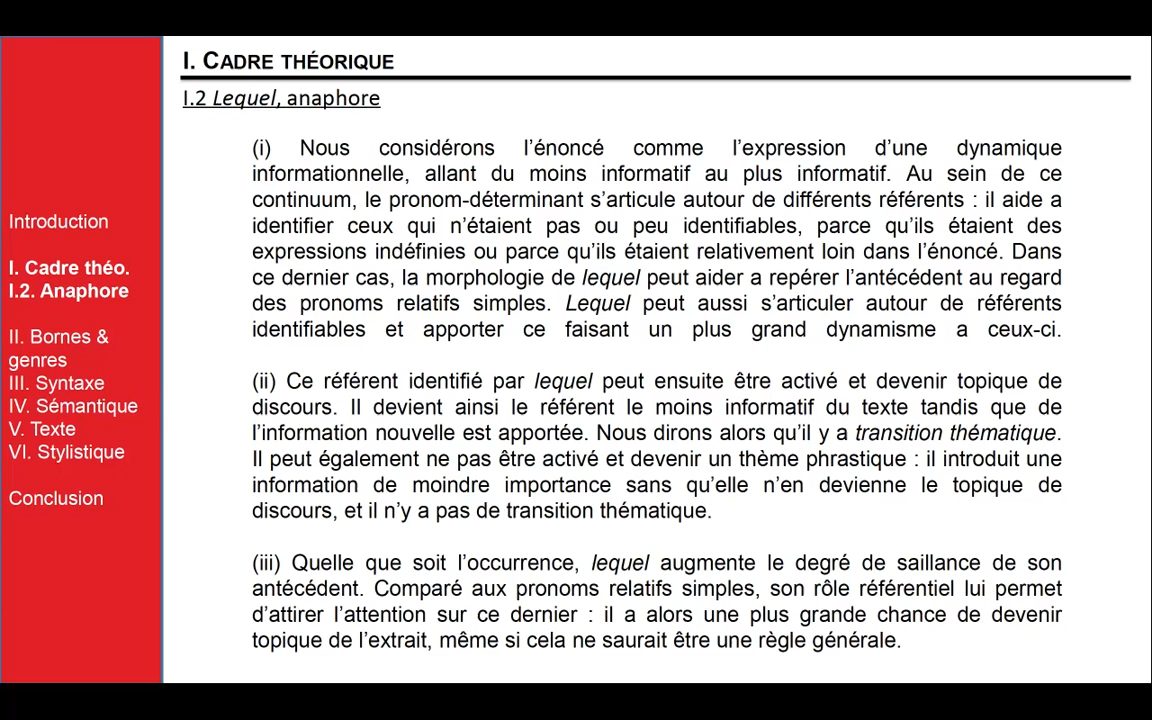 I. CADRE THÉORIQUE
I.2 Lequel, anaphore
(i) Nous considérons l’énoncé comme l’expression d’une dynamique
informationnelle, allant du moins informatif au plus informatif. Au sein de ce
continuum, le pronom-déterminant s’articule autour de différents référents : il aide a
identifier ceux qui n’étaient pas ou peu identifiables, parce qu’ils étaient des
expressions indéfinies ou parce qu’ils étaient relativement loin dans l’énoncé. Dans
ce dernier cas, la morphologie de lequel peut aider a repérer l’antécédent au regard
des pronoms relatifs simples. Lequel peut aussi s’articuler autour de référents
identifiables et apporter ce faisant un plus grand dynamisme a ceux-ci.
(ii) Ce référent identifié par lequel peut ensuite être activé et devenir topique de
discours. Il devient ainsi le référent le moins informatif du texte tandis que de
l’information nouvelle est apportée. Nous dirons alors qu’il y a transition thématique.
Il peut également ne pas être activé et devenir un thème phrastique : il introduit une
information de moindre importance sans qu’elle n’en devienne le topique de
discours, et il n’y a pas de transition thématique.
(iii) Quelle que soit l’occurrence, lequel augmente le degré de saillance de son
antécédent. Comparé aux pronoms relatifs simples, son rôle référentiel lui permet
d’attirer l’attention sur ce dernier : il a alors une plus grande chance de devenir
topique de l’extrait, même si cela ne saurait être une règle générale.
Introduction
I. Cadre théo.
I.2. Anaphore
II. Bornes &
genres
III. Syntaxe
IV. Sémantique
V. Texte
VI. Stylistique
Conclusion